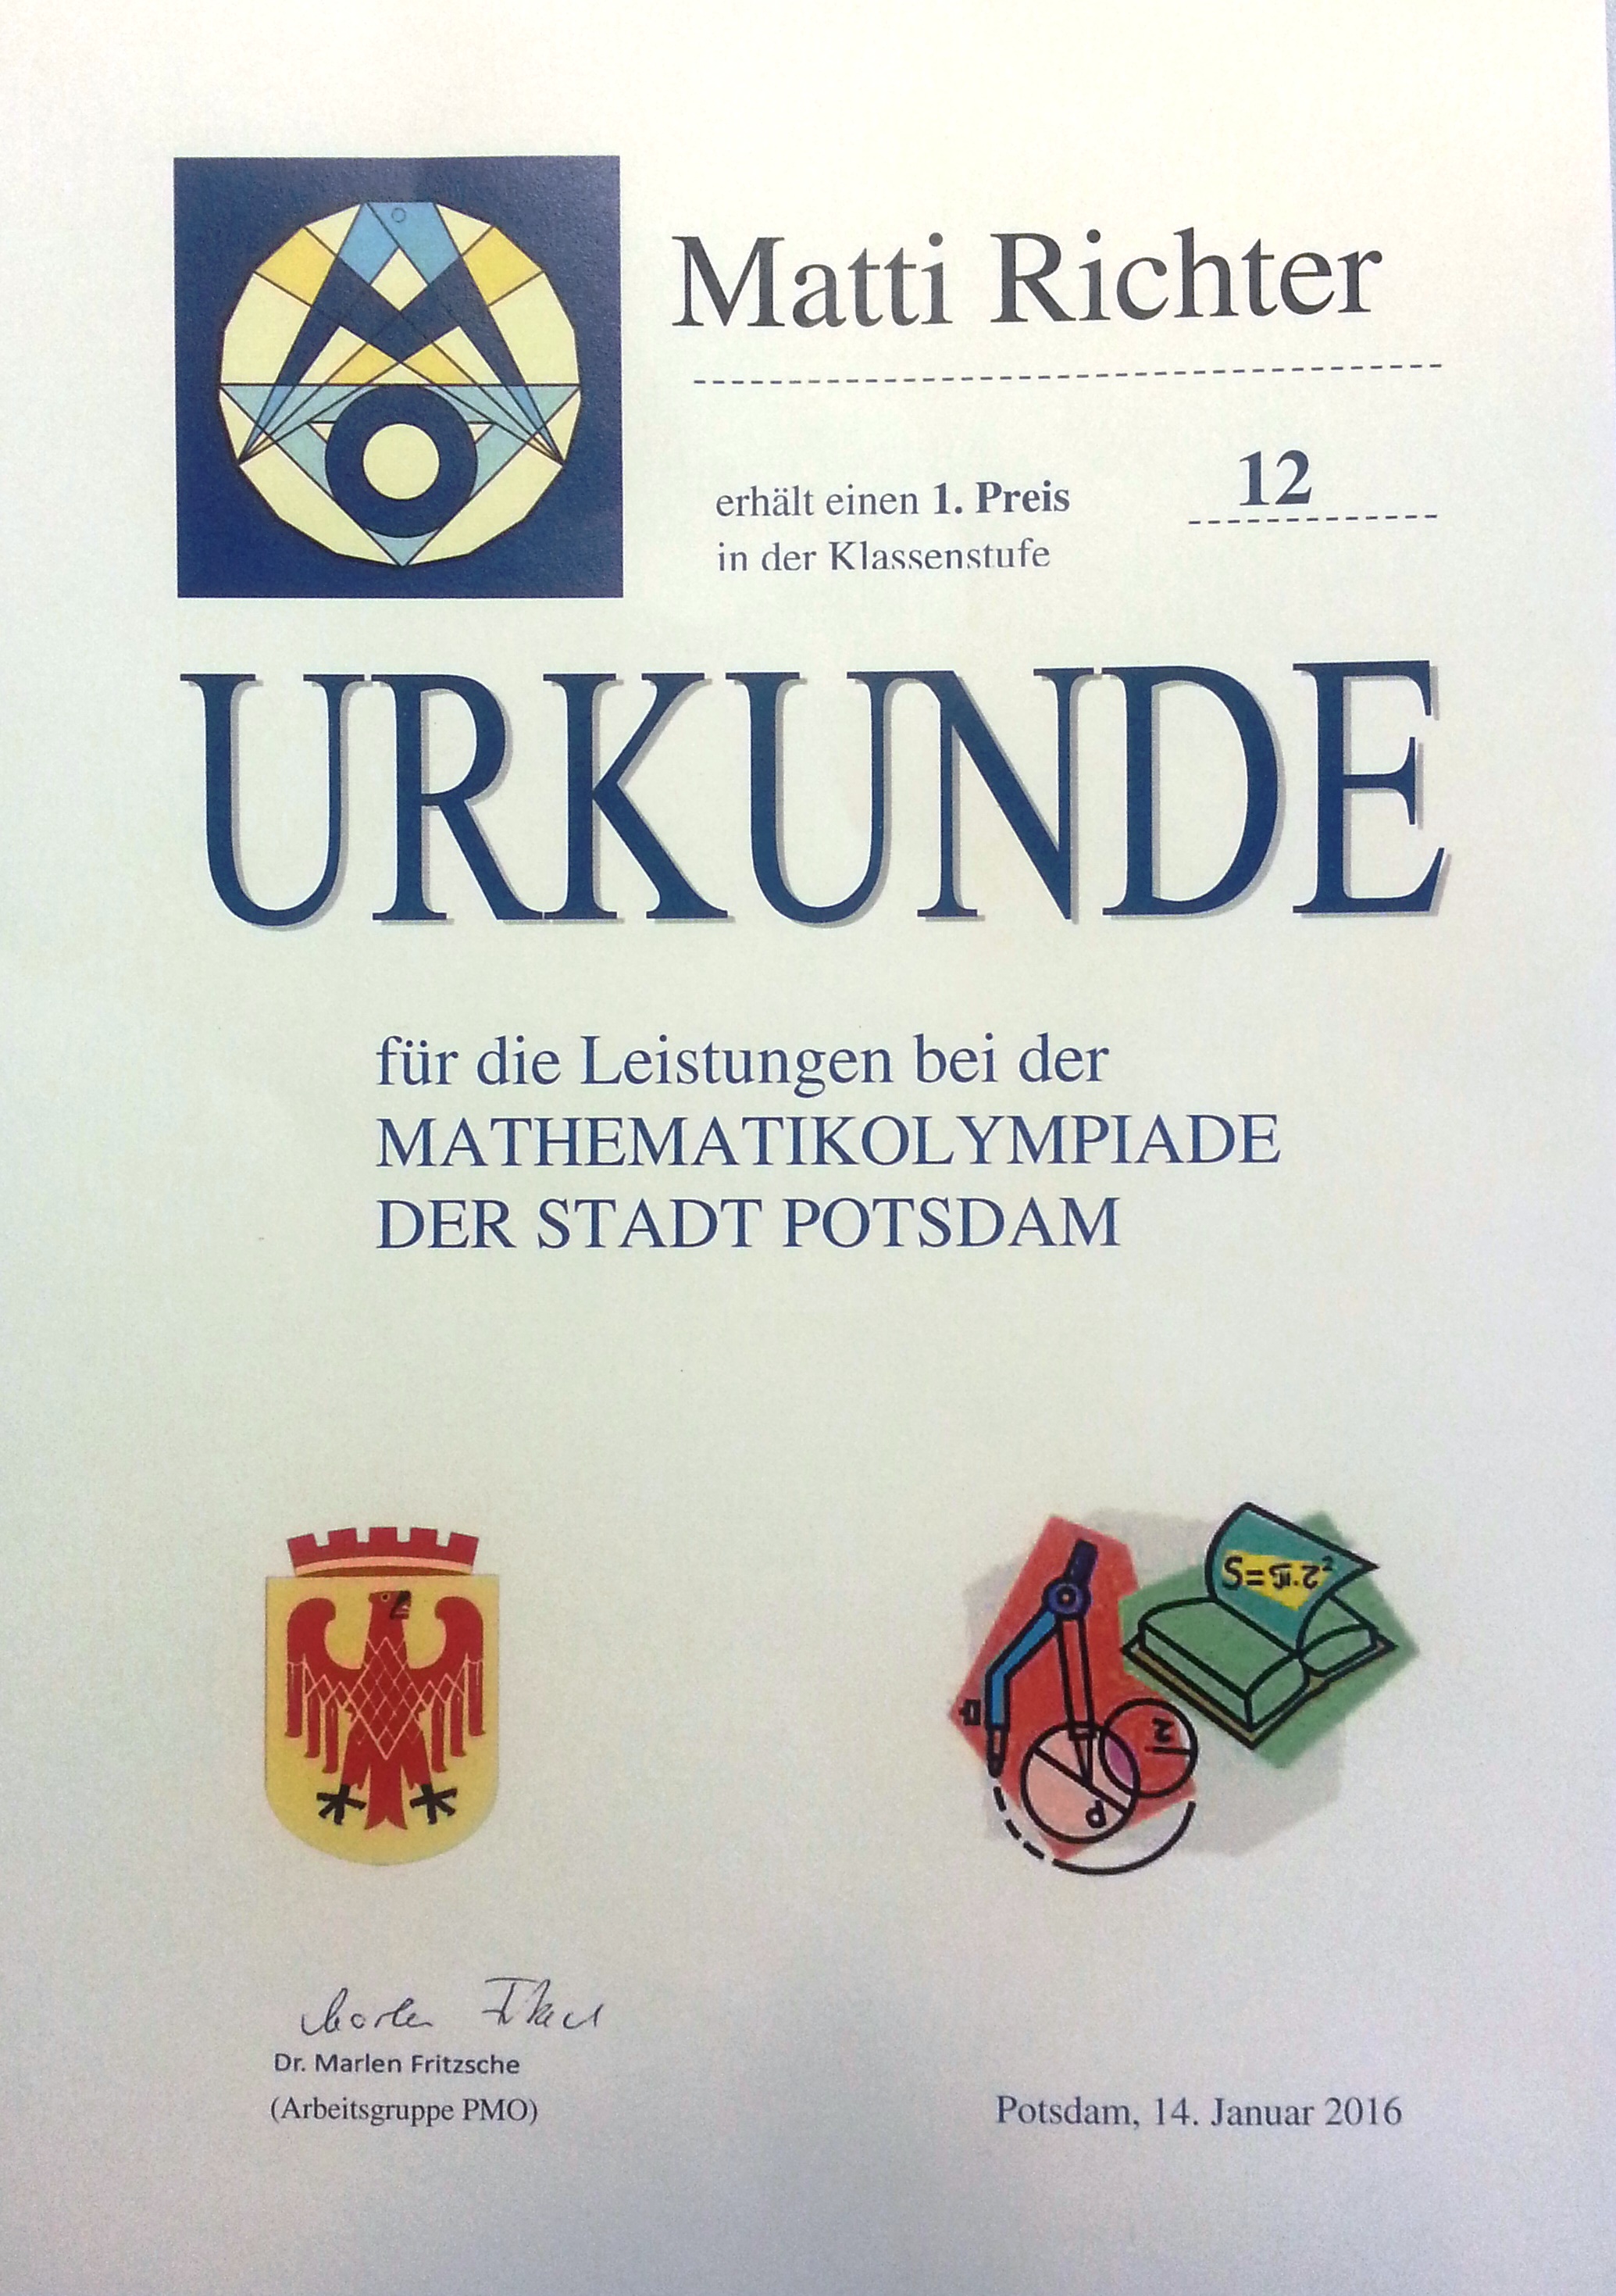 Matti Richter
erhält einen 1. Preis
in der Klassenstufe 12
URKUNDE
für die Leistungen bei der
MATHEMATIKOLYMPIADE
DER STADT POTSDAM
S=π.r²
r
d
Dr. Marlen Fritzsche
(Arbeitsgruppe PMO)
Potsdam, 14. Januar 2016